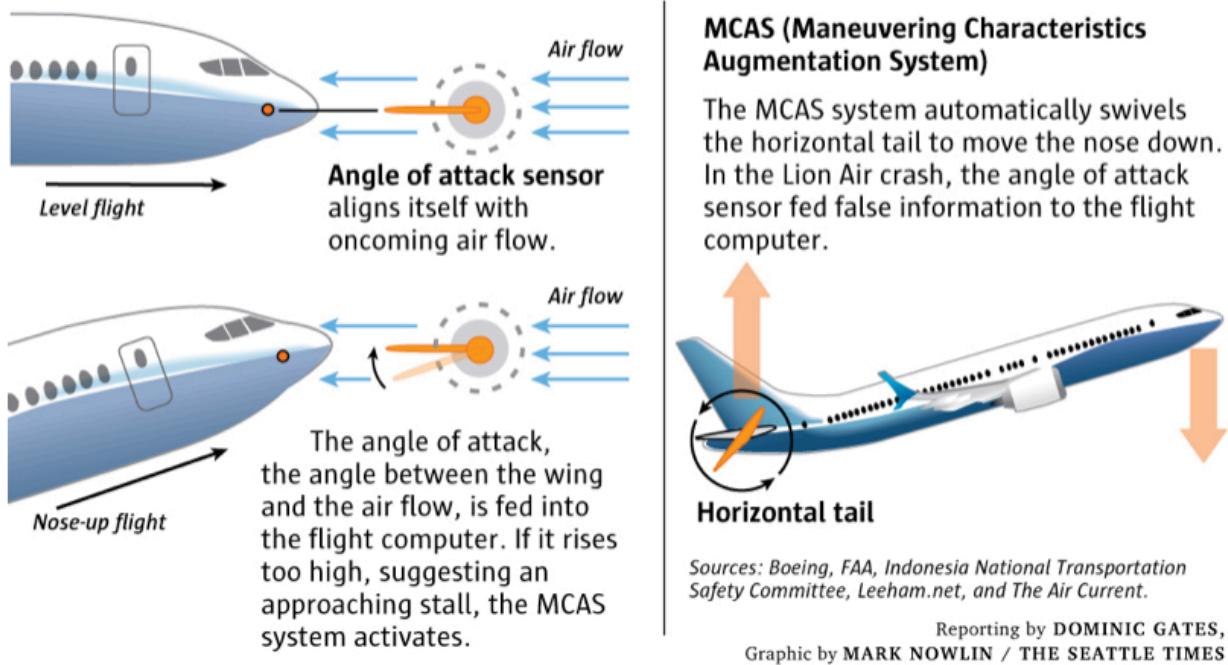 Air flow
Angle of attack sensor
aligns itself with
oncoming air flow.
Level flight
Air flow
The angle of attack,
the angle between the wing
and the air flow, is fed into
the flight computer. If it rises
too high, suggesting an
approaching stall, the MCAS
system activates.
Nose-up flight
MCAS (Maneuvering Characteristics
Augmentation System)
The MCAS system automatically swivels
the horizontal tail to move the nose down.
In the Lion Air crash, the angle of attack
sensor fed false information to the flight
computer.
Horizontal tail
Sources: Boeing, FAA, Indonesia National Transportation
Safety Committee, Leeham.net, and The Air Current.
Reporting by DOMINIC GATES,
Graphic by MARK NOWLIN / THE SEATTLE TIMES